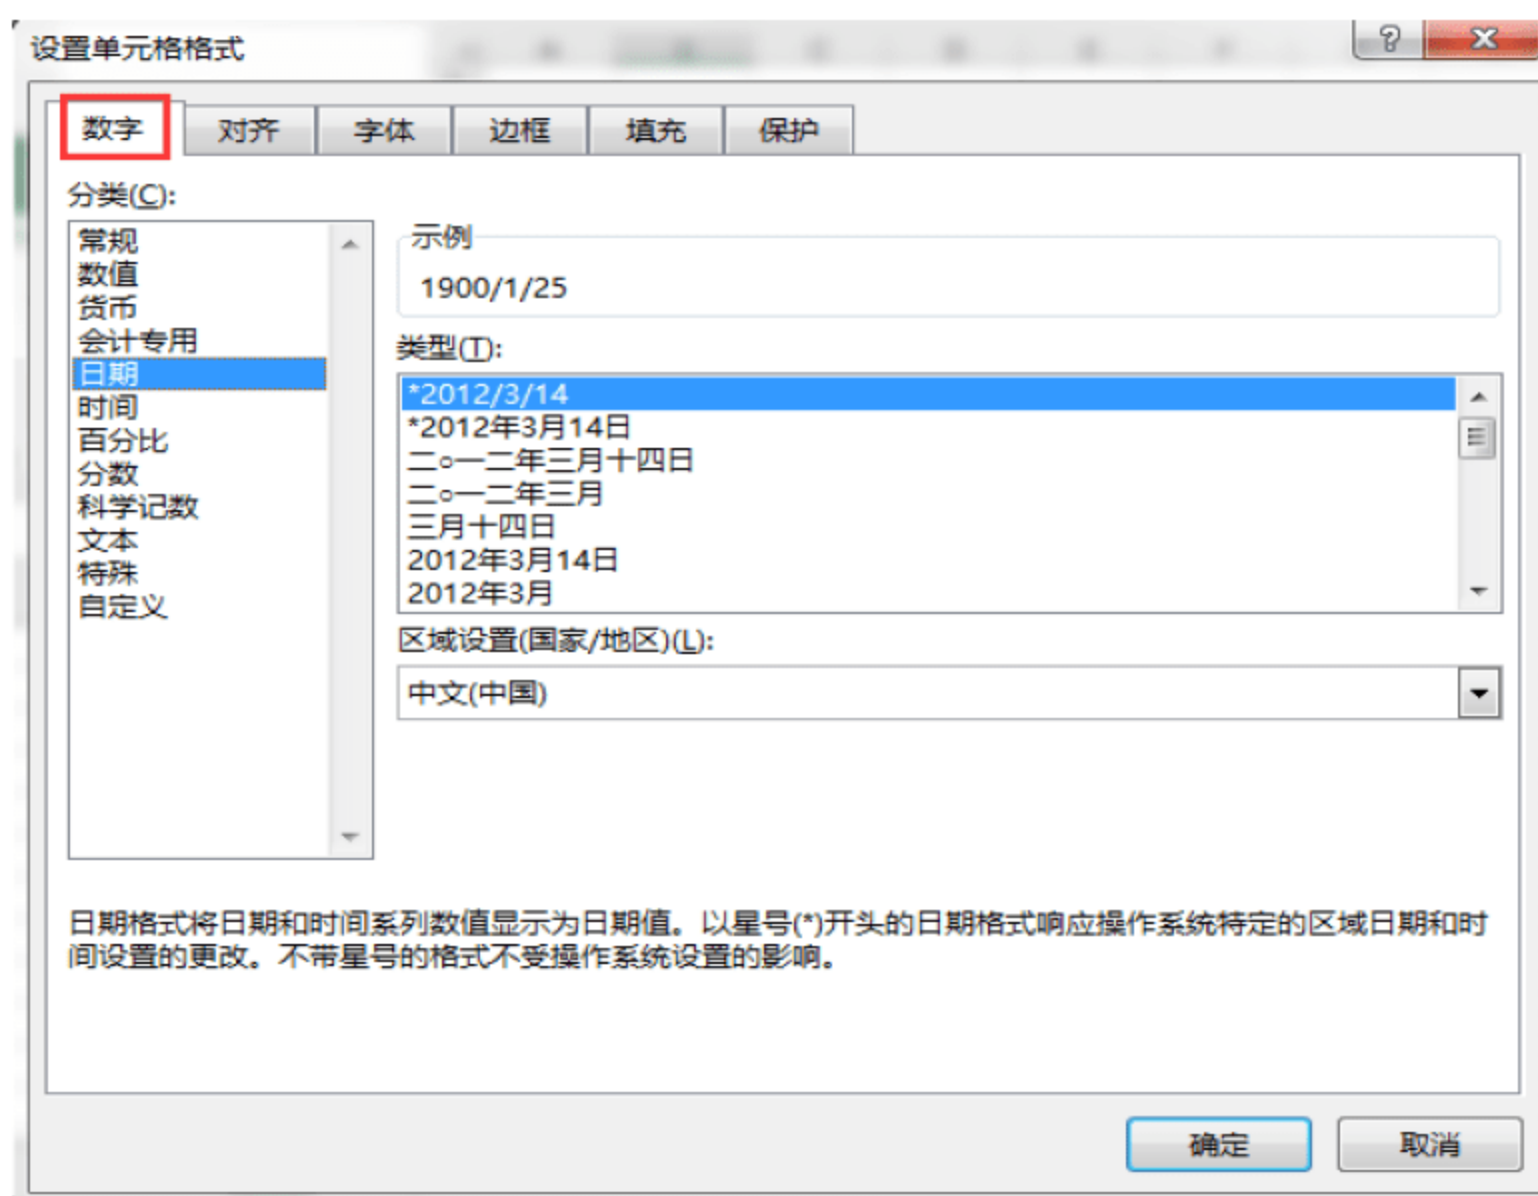 设置单元格格式
数字 对齐 字体 边框 填充 保护
分类(C):
常规
数值
货币
会计专用
日期
时间
百分比
分数
科学记数
文本
特殊
自定义
示例
1900/1/25
类型(T):
*2012/3/14
*2012年3月14日
二○一二年三月十四日
二○一二年三月
三月十四日
2012年3月14日
2012年3月
区域设置(国家/地区)(L):
中文(中国)
日期格式将日期和时间系列数值显示为日期值。以星号(*)开头的日期格式响应操作系统特定的区域日期和时
间设置的更改。不带星号的格式不受操作系统设置的影响。
确定 取消